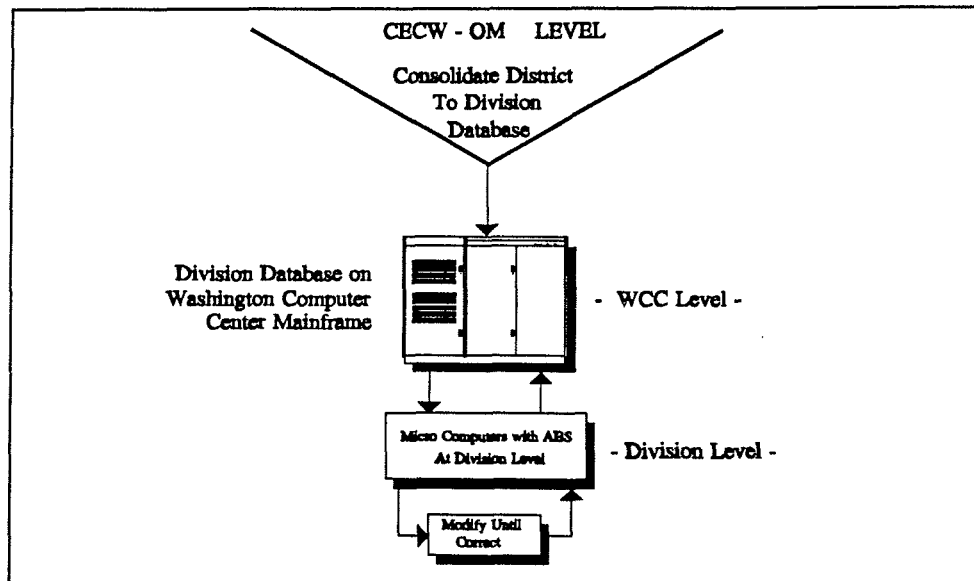 CECW - OM LEVEL
Consolidate District
To Division
Database
Division Database on
Washington Computer
Center Mainframe
- WCC Level -
Micro Computers with ABS
At Division Level
- Division Level -
Modify Until
Correct